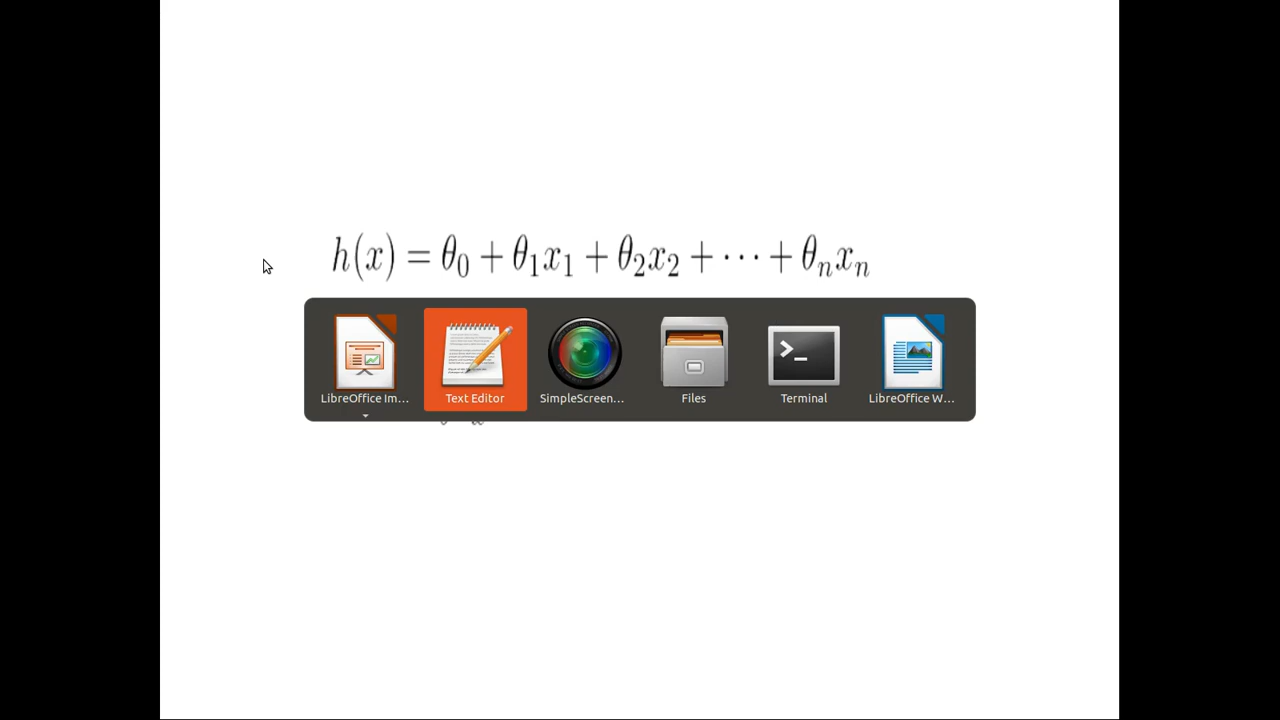 h(x) = θ₀ + θ₁x₁ + θ₂x₂ + ⋯ + θₙxₙ
LibreOffice Im... Text Editor SimpleScreen... Files Terminal LibreOffice W...